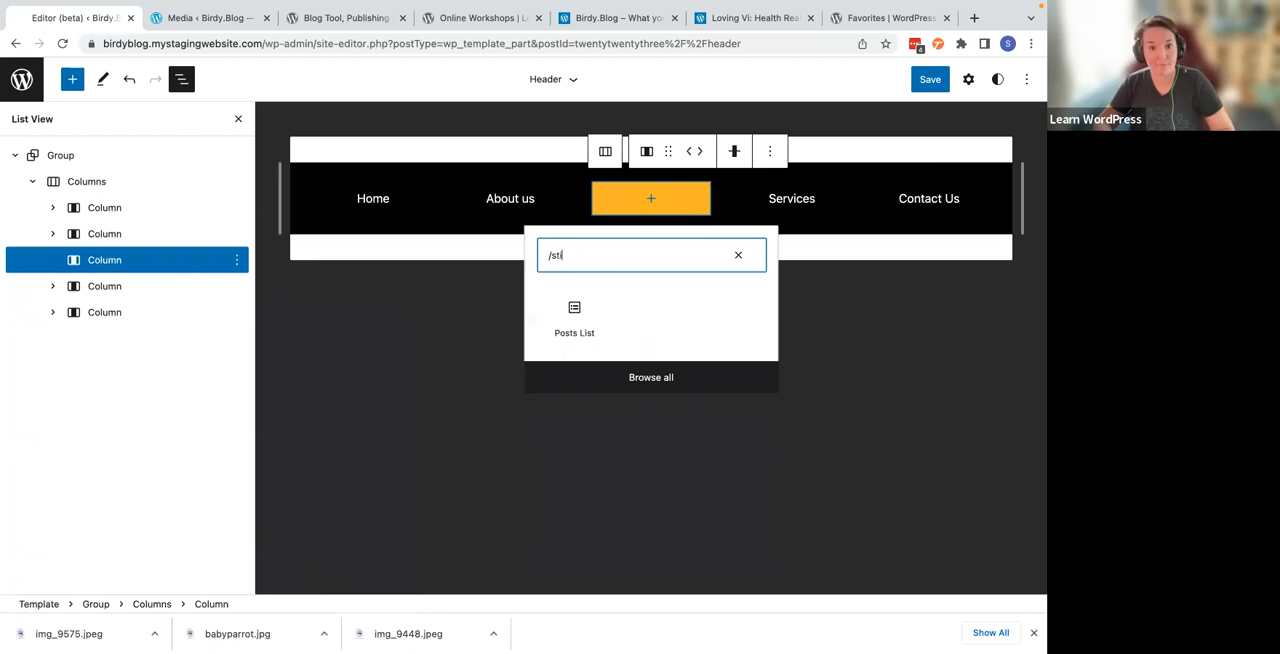 Editor (beta) ‹ Birdy.B
Media ‹ Birdy.Blog —
Blog Tool, Publishing
Online Workshops | L
Birdy.Blog – What yo
Loving Vi: Health Rea
Favorites | WordPress
birdyblog.mystagingwebsite.com/wp-admin/site-editor.php?postType=wp_template_part&postId=twentytwentythree%2F%2Fheader
4
S
Header
Save
Learn WordPress
List View
Group
Columns
Column
Column
Column
Column
Column
Home
About us
Services
Contact Us
/sti
Posts List
Browse all
Template > Group > Columns > Column
img_9575.jpeg
babyparrot.jpg
img_9448.jpeg
Show All